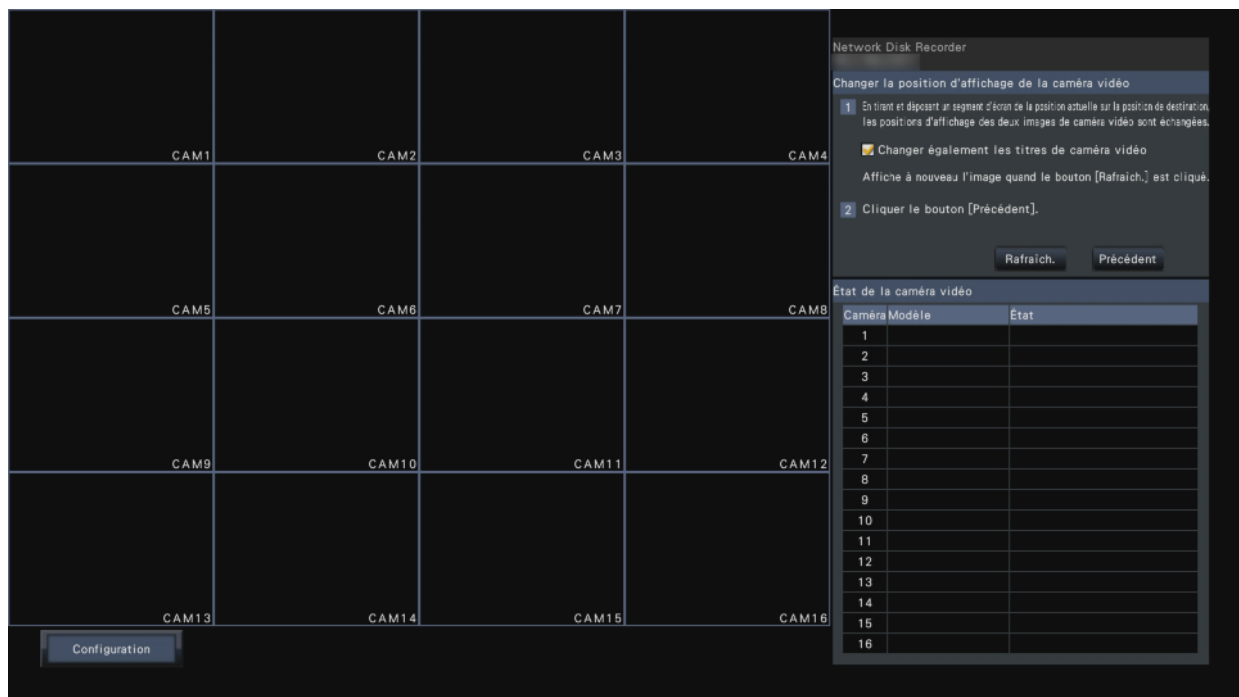 Network Disk Recorder
Changer la position d'affichage de la caméra vidéo
1 En tirant et déposant un segment d'écran de la position actuelle sur la position de destination,
les positions d'affichage des deux images de caméra vidéo sont échangées.
Changer également les titres de caméra vidéo
Affiche à nouveau l'image quand le bouton [Rafraîch.] est cliqué.
2 Cliquer le bouton [Précédent].
Rafraîch. Précédent
État de la caméra vidéo
Caméra Modèle État
1
2
3
4
5
6
7
8
9
10
11
12
13
14
15
16
CAM1 CAM2 CAM3 CAM4
CAM5 CAM6 CAM7 CAM8
CAM9 CAM10 CAM11 CAM12
CAM13 CAM14 CAM15 CAM16
Configuration